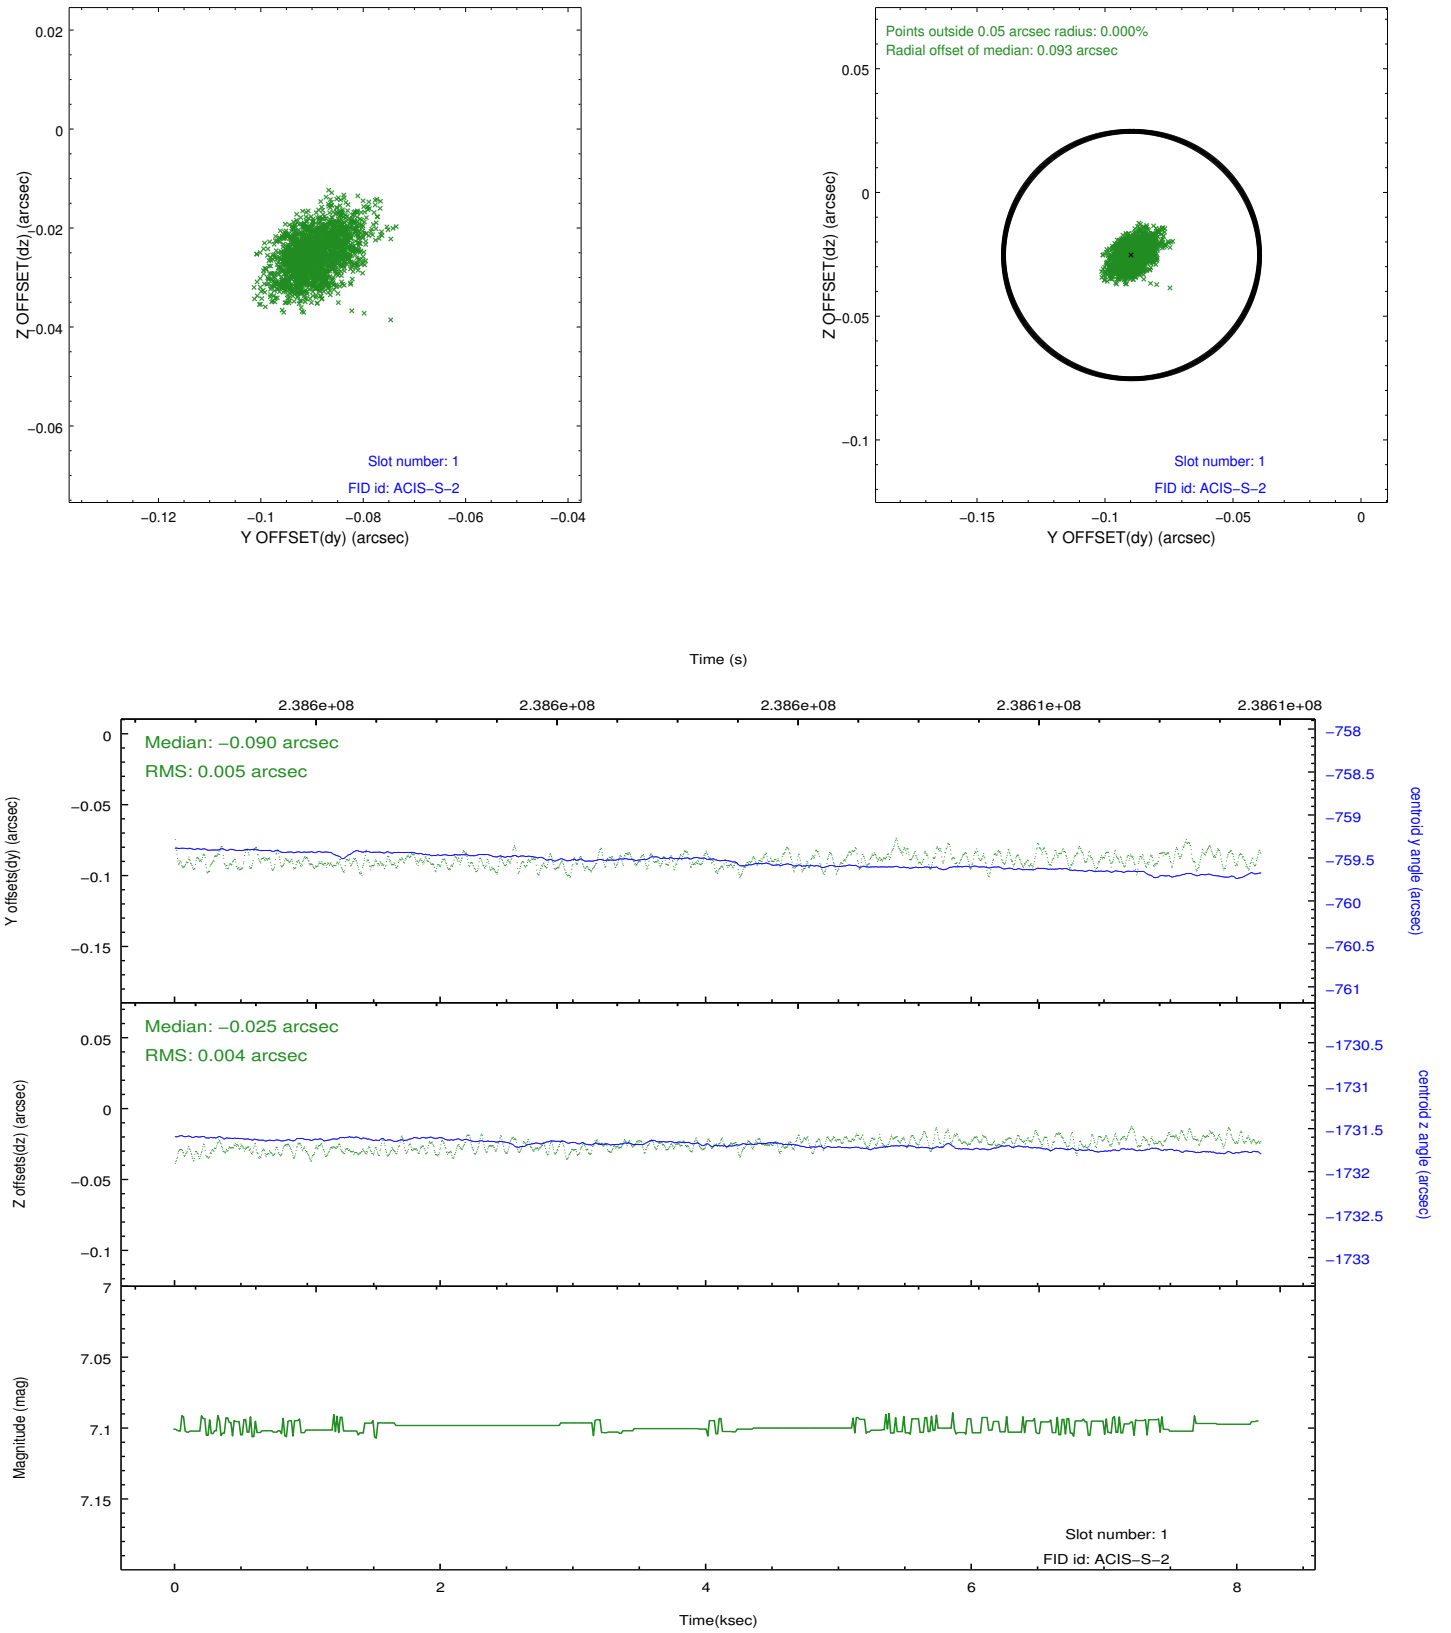 0.02
0
−0.02
−0.04
−0.06
Z OFFSET(dz) (arcsec)
Slot number: 1
FID id: ACIS−S−2
−0.12 −0.1 −0.08 −0.06 −0.04
Y OFFSET(dy) (arcsec)
Points outside 0.05 arcsec radius: 0.000%
Radial offset of median: 0.093 arcsec
0.05
0
−0.05
−0.1
Z OFFSET(dz) (arcsec)
Slot number: 1
FID id: ACIS−S−2
−0.15 −0.1 −0.05 0
Y OFFSET(dy) (arcsec)
Time (s)
2.386e+08 2.386e+08 2.386e+08 2.3861e+08 2.3861e+08
Median: −0.090 arcsec
RMS: 0.005 arcsec
0
−0.05
−0.1
−0.15
Y offsets(dy) (arcsec)
−758
−758.5
−759
−759.5
−760
−760.5
−761
centroid y angle (arcsec)
Median: −0.025 arcsec
RMS: 0.004 arcsec
0.05
0
−0.05
−0.1
Z offsets(dz) (arcsec)
−1730.5
−1731
−1731.5
−1732
−1732.5
−1733
centroid z angle (arcsec)
7
7.05
7.1
7.15
Magnitude (mag)
Slot number: 1
FID id: ACIS−S−2
0 2 4 6 8
Time(ksec)